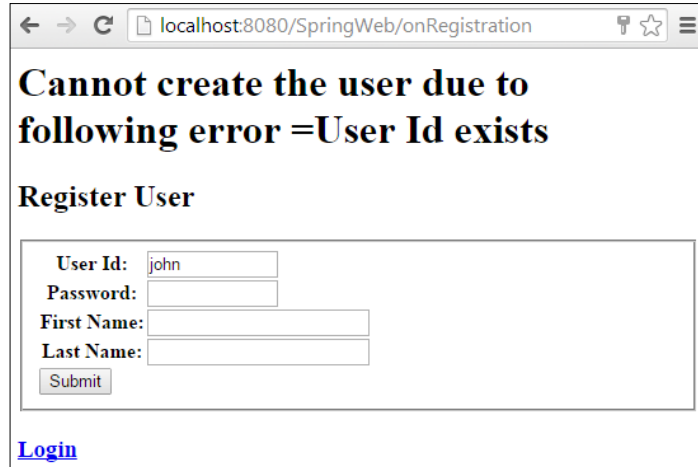 localhost:8080/SpringWeb/onRegistration
Cannot create the user due to
following error =User Id exists
Register User
User Id: john
Password:
First Name:
Last Name:
Submit
Login